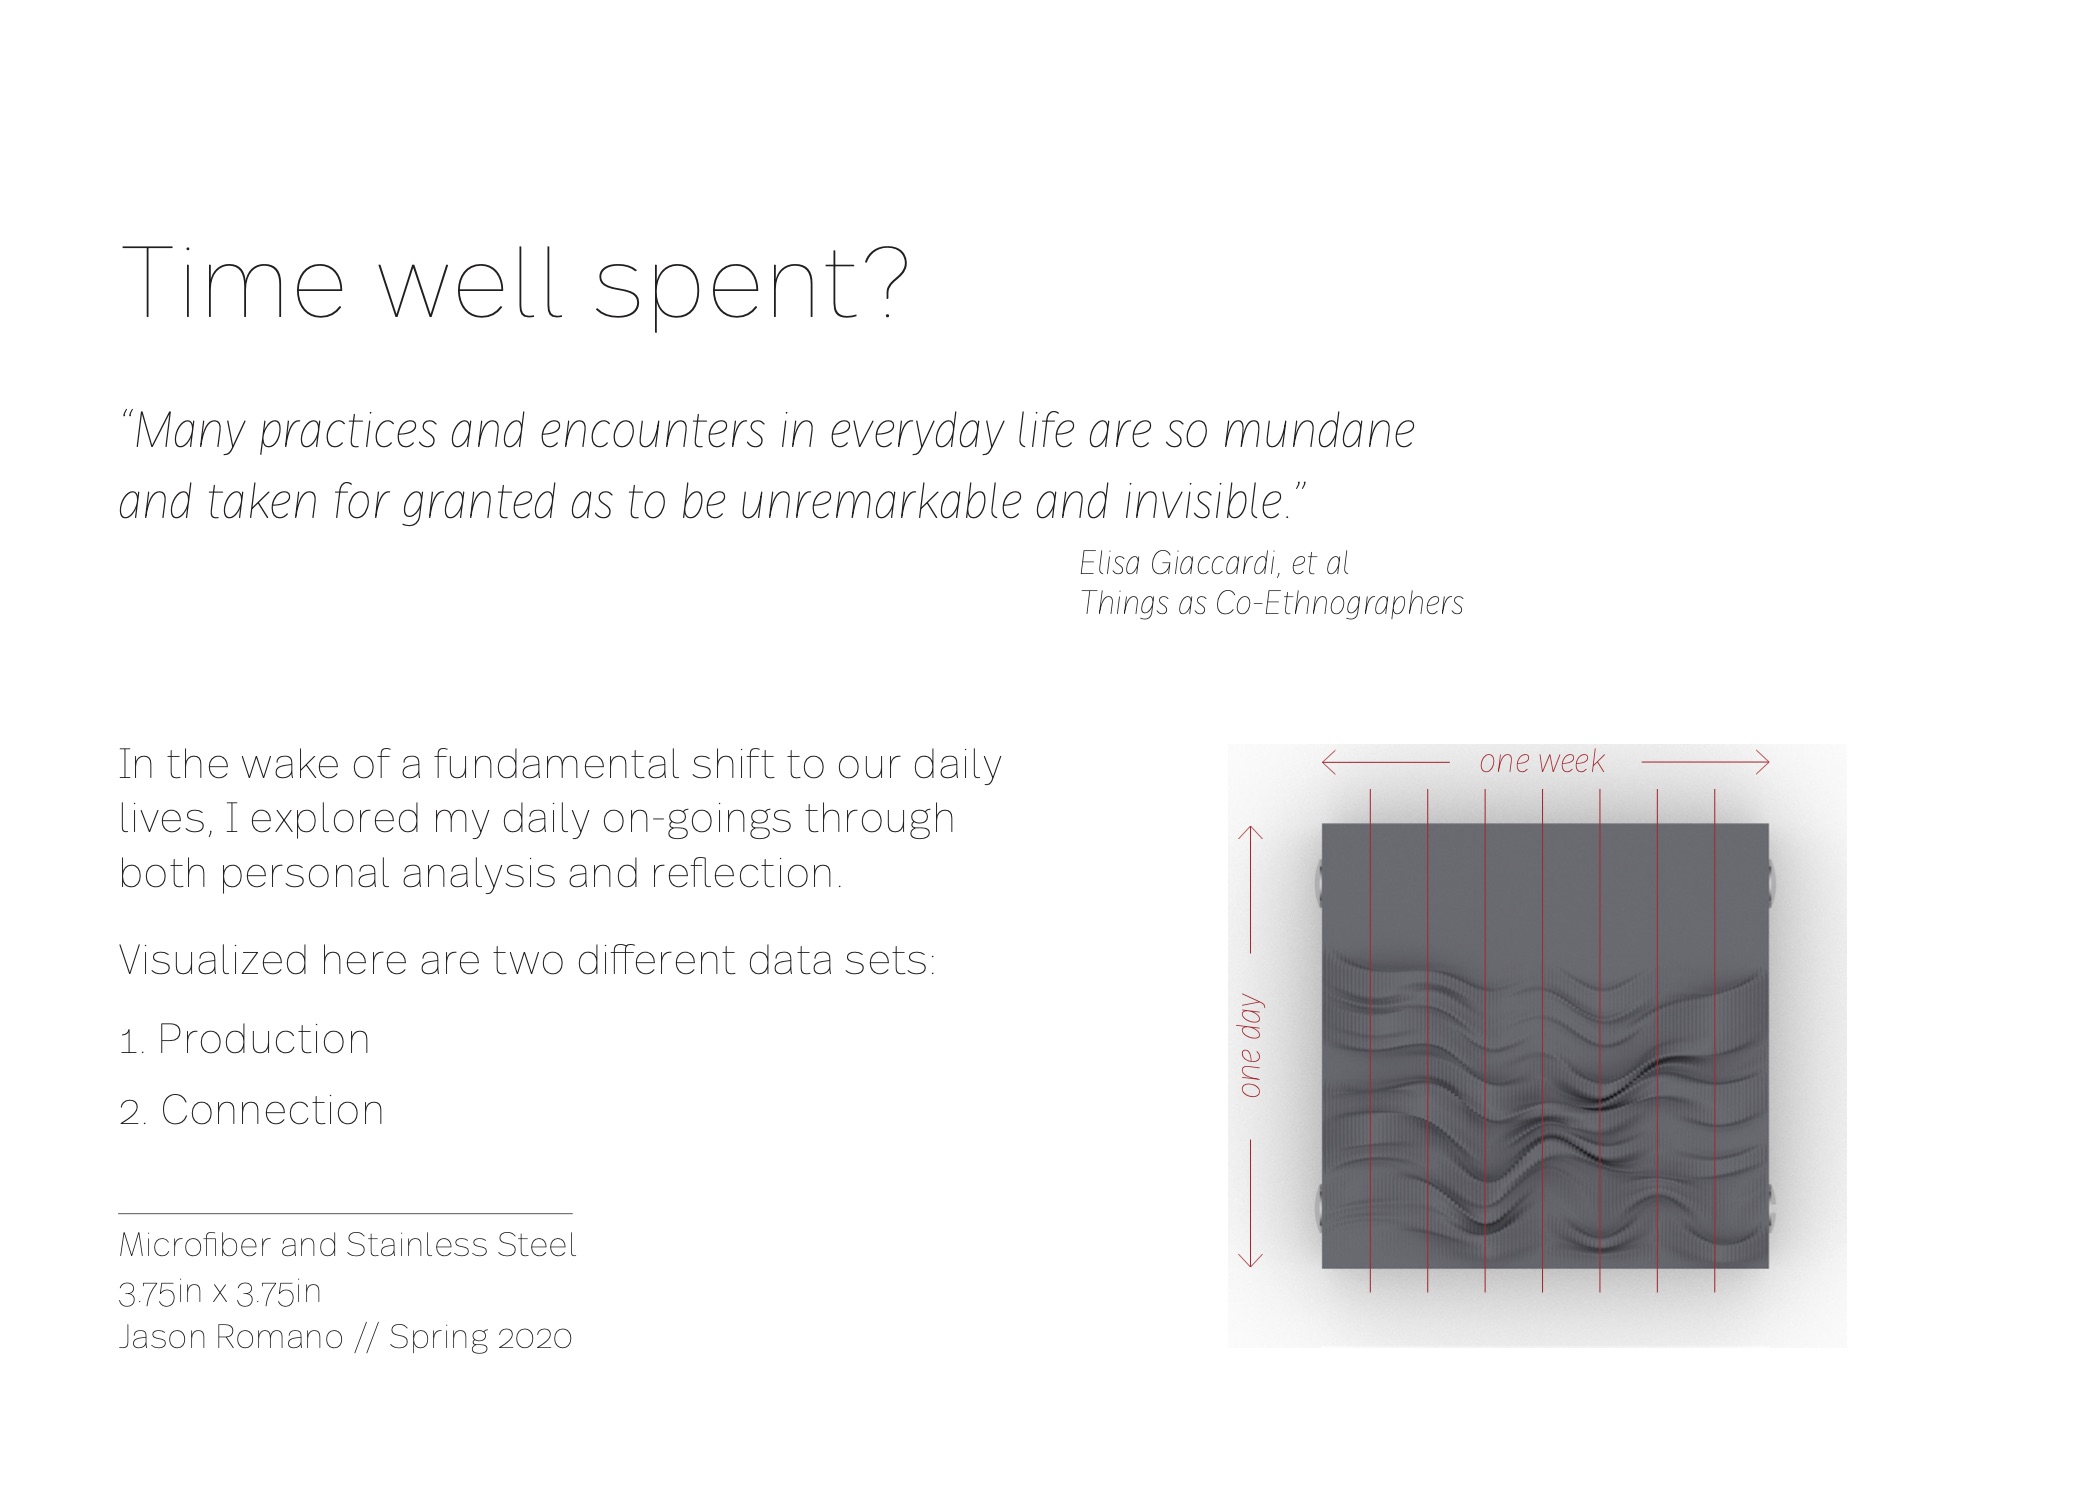 Time well spent?
“Many practices and encounters in everyday life are so mundane
and taken for granted as to be unremarkable and invisible.”
Elisa Giaccardi, et al
Things as Co-Ethnographers
In the wake of a fundamental shift to our daily
lives, I explored my daily on-goings through
both personal analysis and reflection.
Visualized here are two different data sets:
1. Production
2. Connection
Microfiber and Stainless Steel
3.75in x 3.75in
Jason Romano // Spring 2020
one week
one day